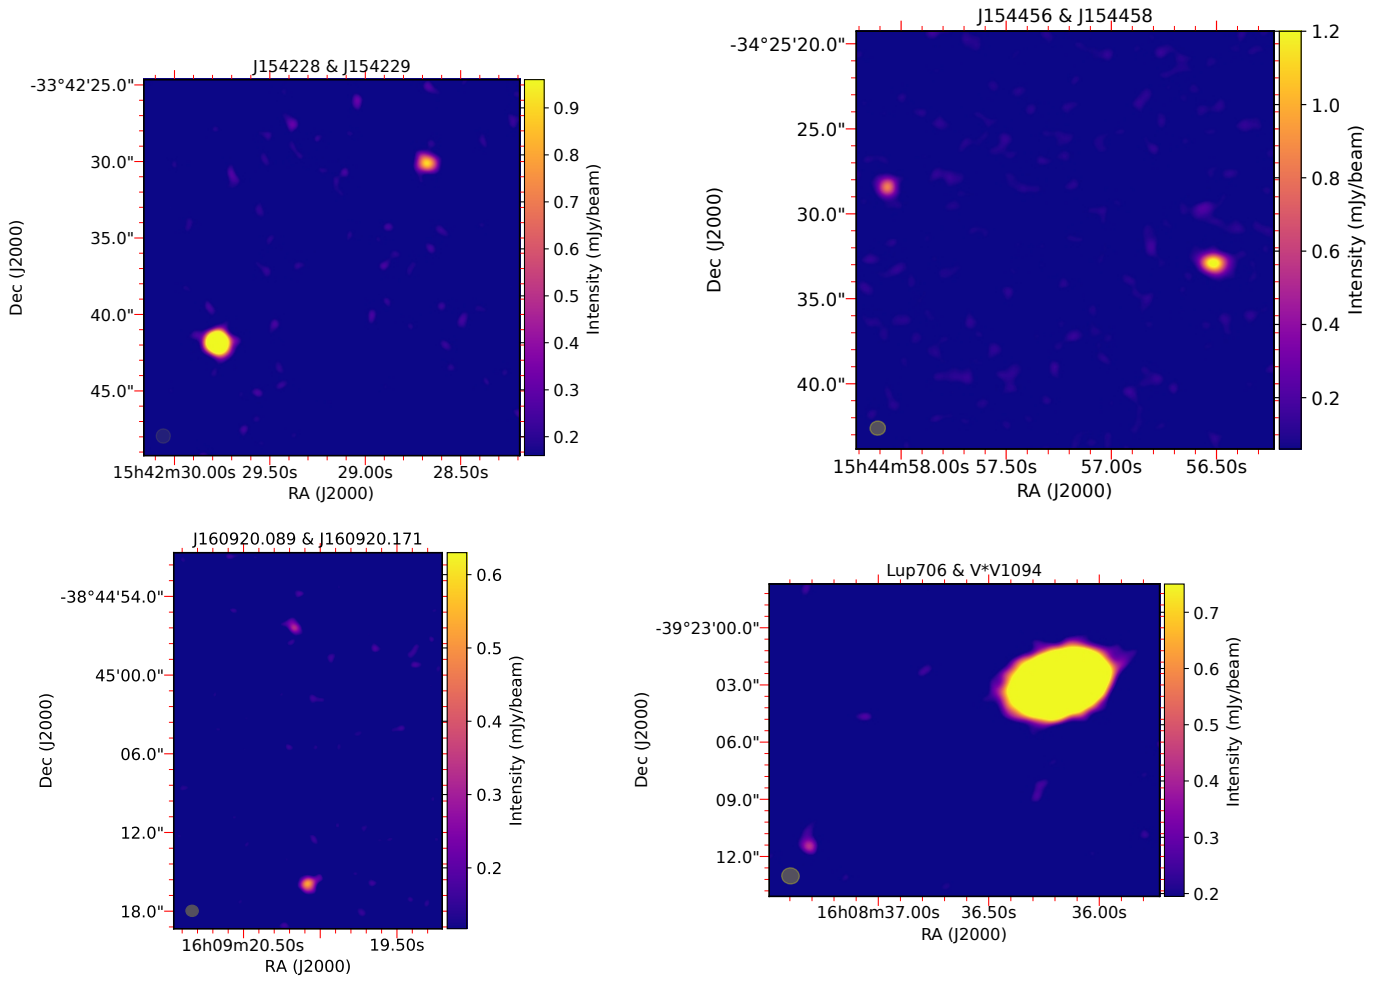 J154228 & J154229
-33°42'25.0"
30.0"
35.0"
40.0"
45.0"
Dec (J2000)
15h42m30.00s 29.50s 29.00s 28.50s
RA (J2000)
0.9
0.8
0.7
0.6
0.5
0.4
0.3
0.2
Intensity (mJy/beam)
J154456 & J154458
-34°25'20.0"
25.0"
30.0"
35.0"
40.0"
Dec (J2000)
15h44m58.00s 57.50s 57.00s 56.50s
RA (J2000)
1.2
1.0
0.8
0.6
0.4
0.2
Intensity (mJy/beam)
J160920.089 & J160920.171
-38°44'54.0"
45'00.0"
06.0"
12.0"
18.0"
Dec (J2000)
16h09m20.50s 19.50s
RA (J2000)
0.6
0.5
0.4
0.3
0.2
Intensity (mJy/beam)
Lup706 & V*V1094
-39°23'00.0"
03.0"
06.0"
09.0"
12.0"
Dec (J2000)
16h08m37.00s 36.50s 36.00s
RA (J2000)
0.7
0.6
0.5
0.4
0.3
0.2
Intensity (mJy/beam)